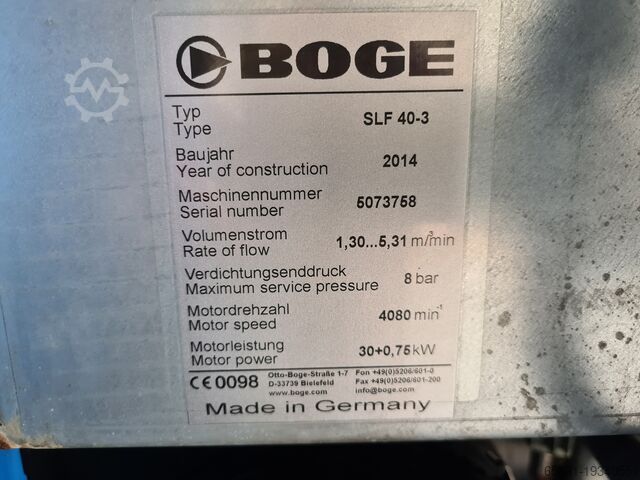 BOGE
Typ
Type
SLF 40-3
Baujahr
Year of construction
2014
Maschinennummer
Serial number
5073758
Volumenstrom
Rate of flow
1,30...5,31 m³/min
Verdichtungsenddruck
Maximum service pressure
8 bar
Motordrehzahl
Motor speed
4080 min⁻¹
Motorleistung
Motor power
30+0,75kW
CE 0098
Otto-Boge-Straße 1-7 Fon +49(0)5206/601-0
D-33739 Bielefeld Fax +49(0)5206/601-200
www.boge.com info@boge.com
Made in Germany